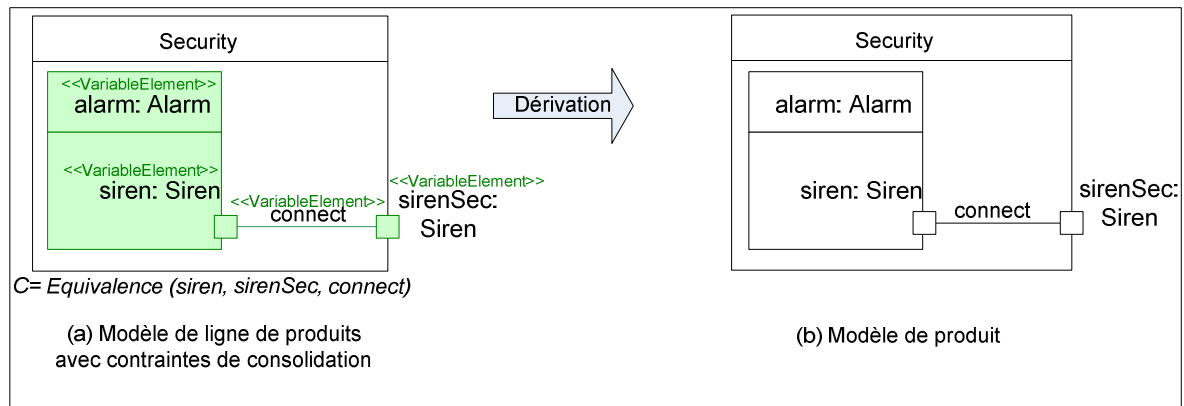 Security
<<VariableElement>>
alarm: Alarm
<<VariableElement>>
siren: Siren
<<VariableElement>>
connect
<<VariableElement>>
sirenSec:
Siren
C= Equivalence (siren, sirenSec, connect)
(a) Modèle de ligne de produits
avec contraintes de consolidation
Dérivation
Security
alarm: Alarm
siren: Siren
connect
sirenSec:
Siren
(b) Modèle de produit